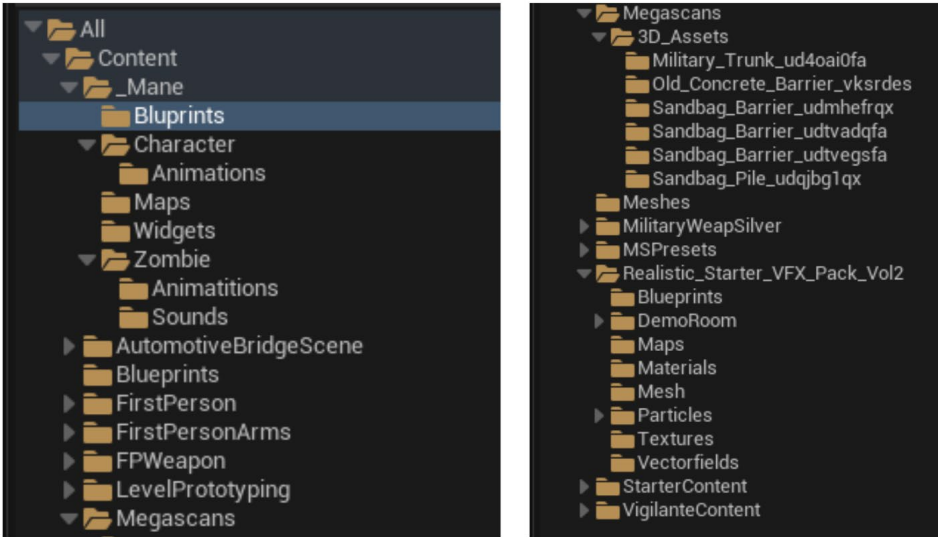 All
Content
_Mane
Bluprints
Character
Animations
Maps
Widgets
Zombie
Animatitions
Sounds
AutomotiveBridgeScene
Blueprints
FirstPerson
FirstPersonArms
FPWeapon
LevelPrototyping
Megascans
Megascans
3D_Assets
Military_Trunk_ud4oai0fa
Old_Concrete_Barrier_vksrdes
Sandbag_Barrier_udmhefrqx
Sandbag_Barrier_udtvadqfa
Sandbag_Barrier_udtvegsfa
Sandbag_Pile_udqjbg1qx
Meshes
MilitaryWeapSilver
MSPresets
Realistic_Starter_VFX_Pack_Vol2
Blueprints
DemoRoom
Maps
Materials
Mesh
Particles
Textures
Vectorfields
StarterContent
VigilanteContent